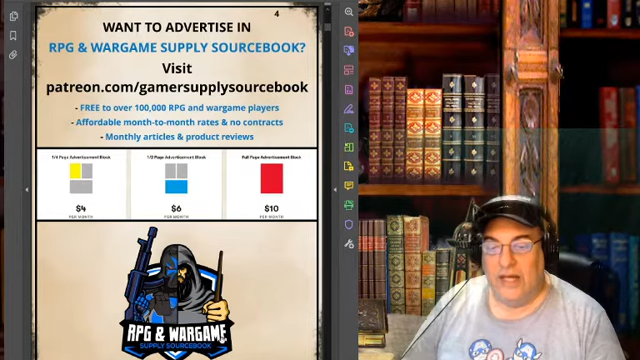 4
WANT TO ADVERTISE IN
RPG & WARGAME SUPPLY SOURCEBOOK?
Visit
patreon.com/gamersupplysourcebook
- FREE to over 100,000 RPG and wargame players
- Affordable month-to-month rates & no contracts
- Monthly articles & product reviews
1/4 Page Advertisement Block
1/2 Page Advertisement Block
Full Page Advertisement Block
$4
$6
$10
PER MONTH
PER MONTH
PER MONTH
RPG & WARGAME
SUPPLY SOURCEBOOK